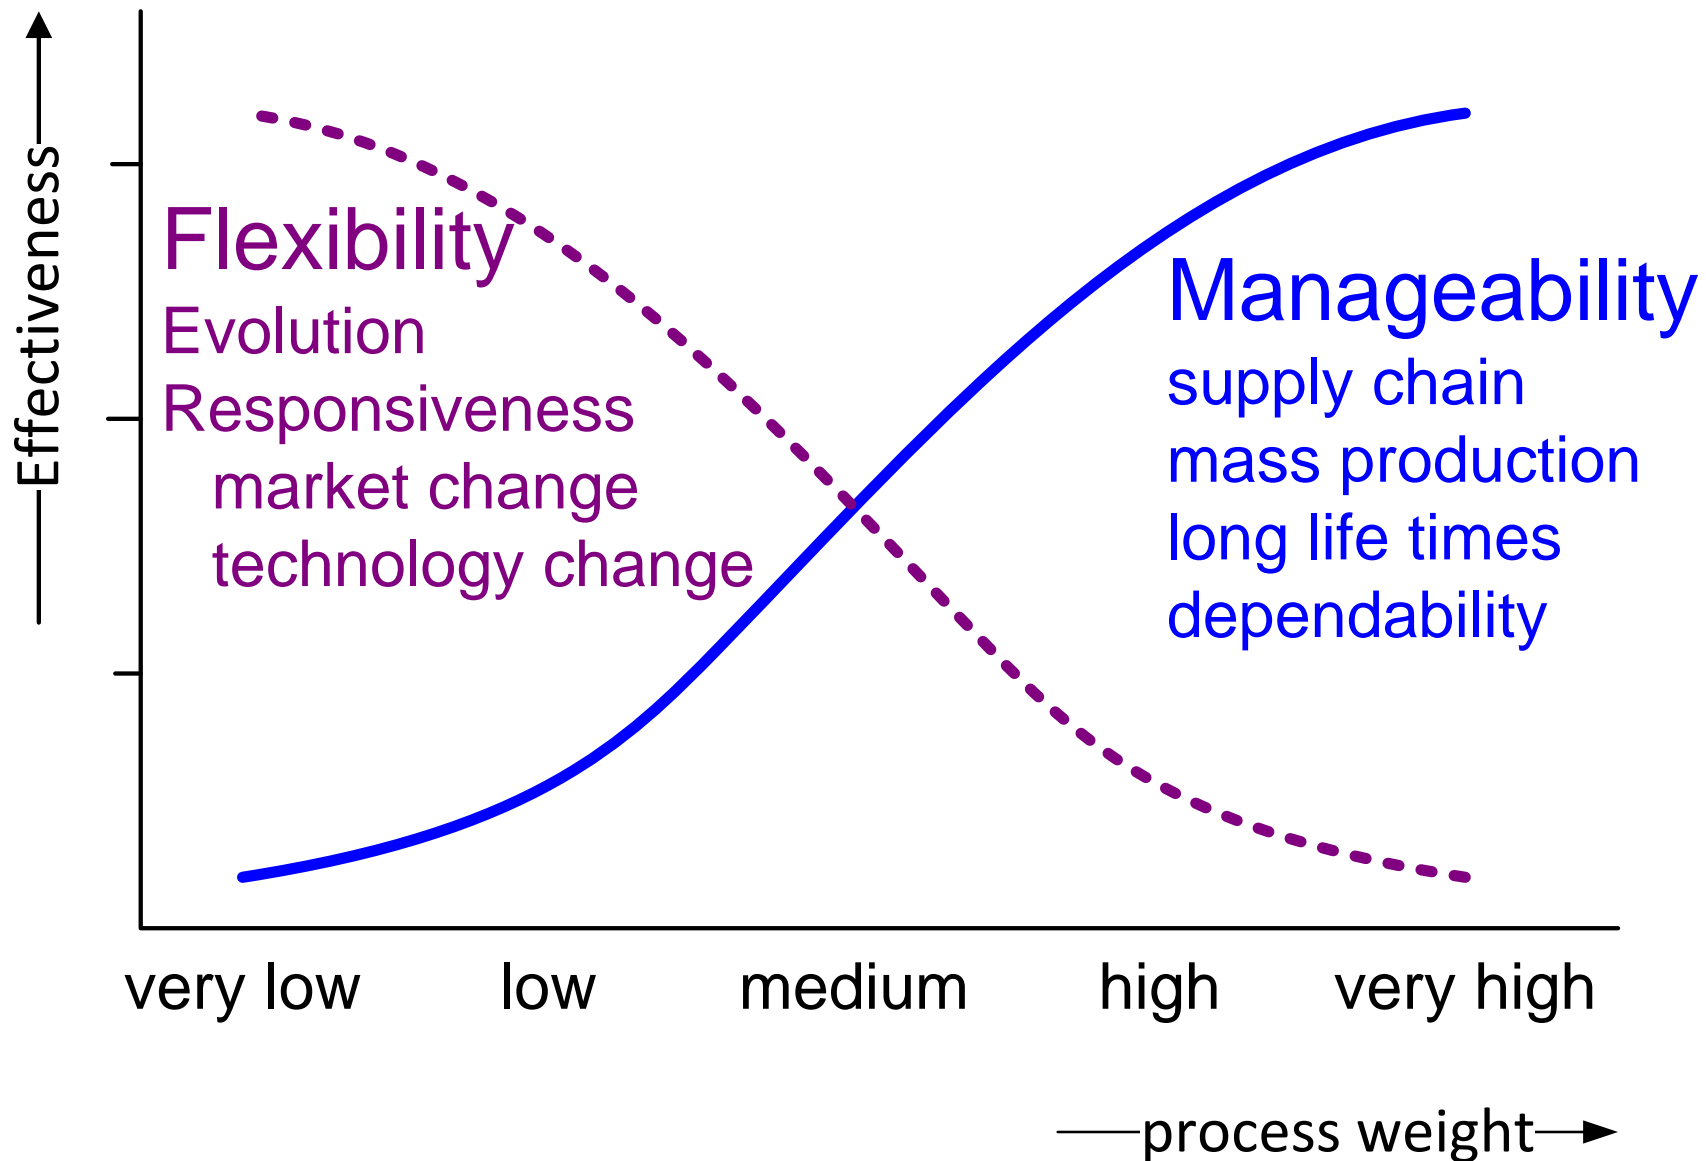 Effectiveness
Flexibility
Evolution
Responsiveness
market change
technology change
Manageability
supply chain
mass production
long life times
dependability
very low low medium high very high
process weight